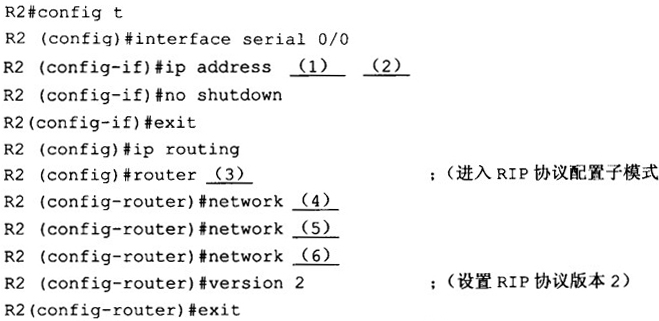 R2#config t
R2 (config)#interface serial 0/0
R2 (config-if)#ip address (1) (2)
R2 (config-if)#no shutdown
R2(config-if)#exit
R2 (config)#ip routing
R2 (config)#router (3) ;(进入 RIP 协议配置子模式
R2 (config-router)#network (4)
R2 (config-router)#network (5)
R2 (config-router)#network (6)
R2 (config-router)#version 2 ;(设置 RIP 协议版本 2)
R2(config-router)#exit